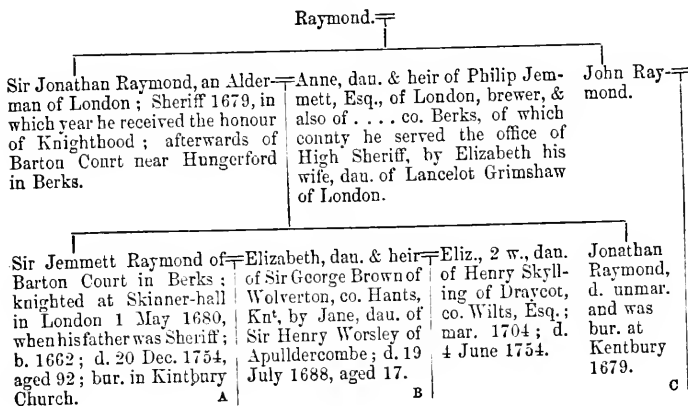 Raymond.
Sir Jonathan Raymond, an Alder-
man of London ; Sheriff 1679, in
which year he received the honour
of Knighthood ; afterwards of
Barton Court near Hungerford
in Berks.
Anne, dau. & heir of Philip Jem-
mett, Esq., of London, brewer, &
also of . . . . co. Berks, of which
county he served the office of
High Sheriff, by Elizabeth his
wife, dau. of Lancelot Grimshaw
of London.
John Ray-
mond.
Sir Jemmett Raymond of
Barton Court in Berks ;
knighted at Skinner-hall
in London 1 May 1680,
when his father was Sheriff ;
b. 1662 ; d. 20 Dec. 1754,
aged 92 ; bur. in Kintbury
Church.
A
Elizabeth, dau. & heir
of Sir George Brown of
Wolverton, co. Hants,
Knt, by Jane, dau. of
Sir Henry Worsley of
Apulldercombe ; d. 19
July 1688, aged 17.
B
Eliz., 2 w., dau.
of Henry Skyll-
ing of Draycot,
co. Wilts, Esq. ;
mar. 1704 ; d.
4 June 1754.
Jonathan
Raymond,
d. unmar.
and was
bur. at
Kentbury
1679.
C